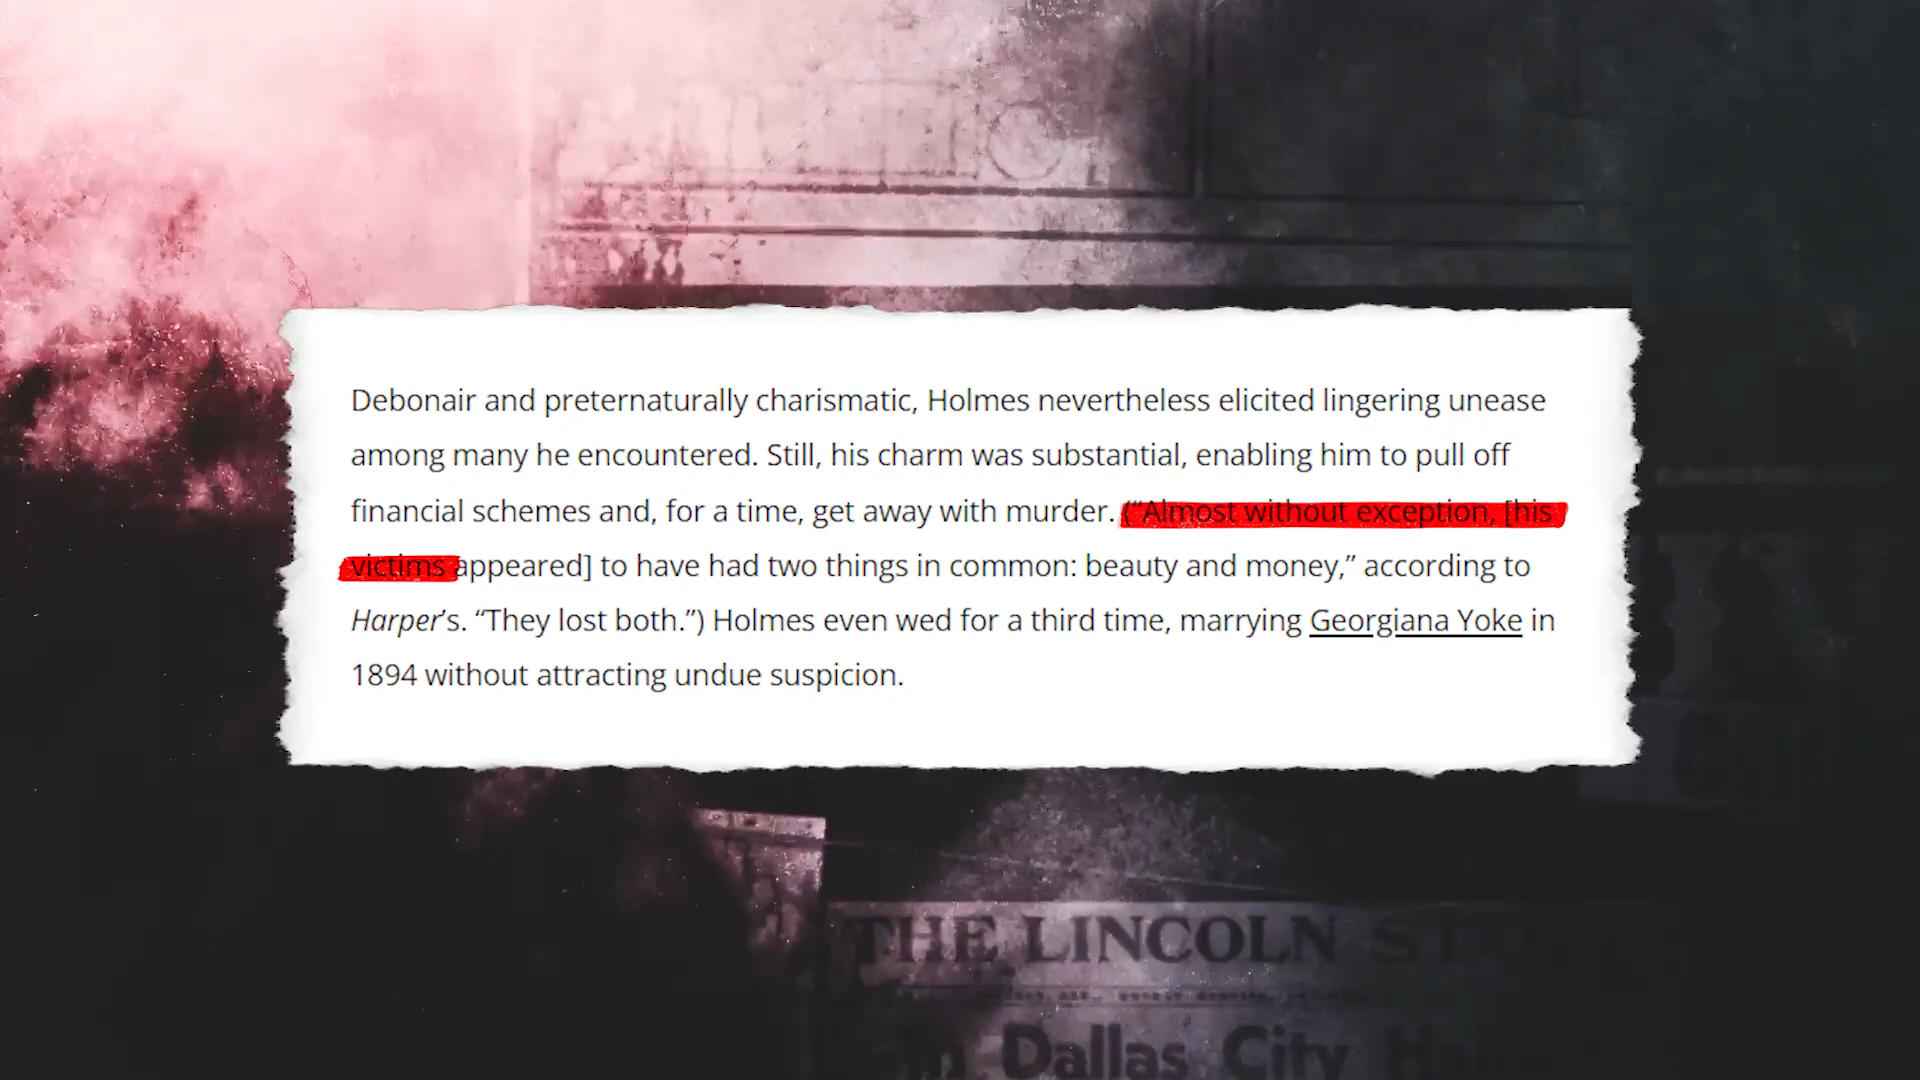 Debonair and preternaturally charismatic, Holmes nevertheless elicited lingering unease
among many he encountered. Still, his charm was substantial, enabling him to pull off
financial schemes and, for a time, get away with murder. (“Almost without exception, [his
victims appeared] to have had two things in common: beauty and money,” according to
Harper’s. “They lost both.”) Holmes even wed for a third time, marrying Georgiana Yoke in
1894 without attracting undue suspicion.
THE LINCOLN
in Dallas City